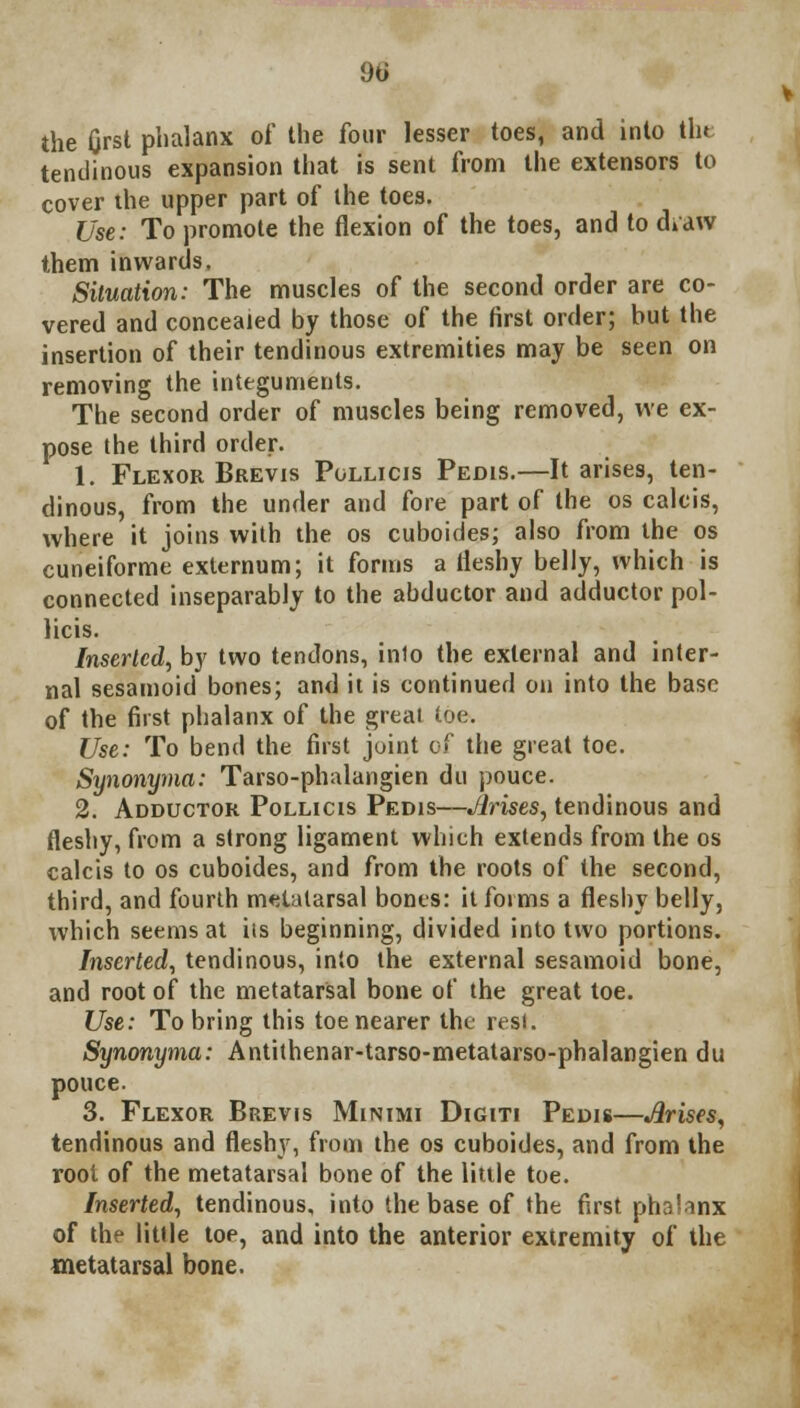 96
the first phalanx of the four lesser toes, and into the
tendinous expansion that is sent from the extensors to
cover the upper part of the toes.
Use: To promote the flexion of the toes, and to draw
them inwards.
Situation: The muscles of the second order are co-
vered and concealed by those of the first order; but the
insertion of their tendinous extremities may be seen on
removing the integuments.
The second order of muscles being removed, we ex-
pose the third order.
1. Flexor Brevis Pollicis Pedis.—It arises, ten-
dinous, from the under and fore part of the os calcis,
where it joins with the os cuboides; also from the os
cuneiforme externum; it forms a fleshy belly, which is
connected inseparably to the abductor and adductor pol-
licis.
Inserted, by two tendons, into the external and inter-
nal sesamoid bones; and it is continued on into the base
of the first phalanx of the great toe.
Use: To bend the first joint of the great toe.
Synonyma: Tarso-phalangien du pouce.
2. Adductor Pollicis Pedis—Arises, tendinous and
fleshy, from a strong ligament which extends from the os
calcis to os cuboides, and from the roots of the second,
third, and fourth metatarsal bones: it forms a fleshy belly,
which seems at its beginning, divided into two portions.
Inserted, tendinous, into the external sesamoid bone,
and root of the metatarsal bone of the great toe.
Use: To bring this toe nearer the rest.
Synonyma: Antithenar-tarso-metatarso-phalangien du
pouce.
3. Flexor Brevis Minimi Digiti Pedis—Arises,
tendinous and fleshy, from the os cuboides, and from the
root of the metatarsal bone of the little toe.
Inserted, tendinous, into the base of the first phalanx
of the little toe, and into the anterior extremity of the
metatarsal bone.